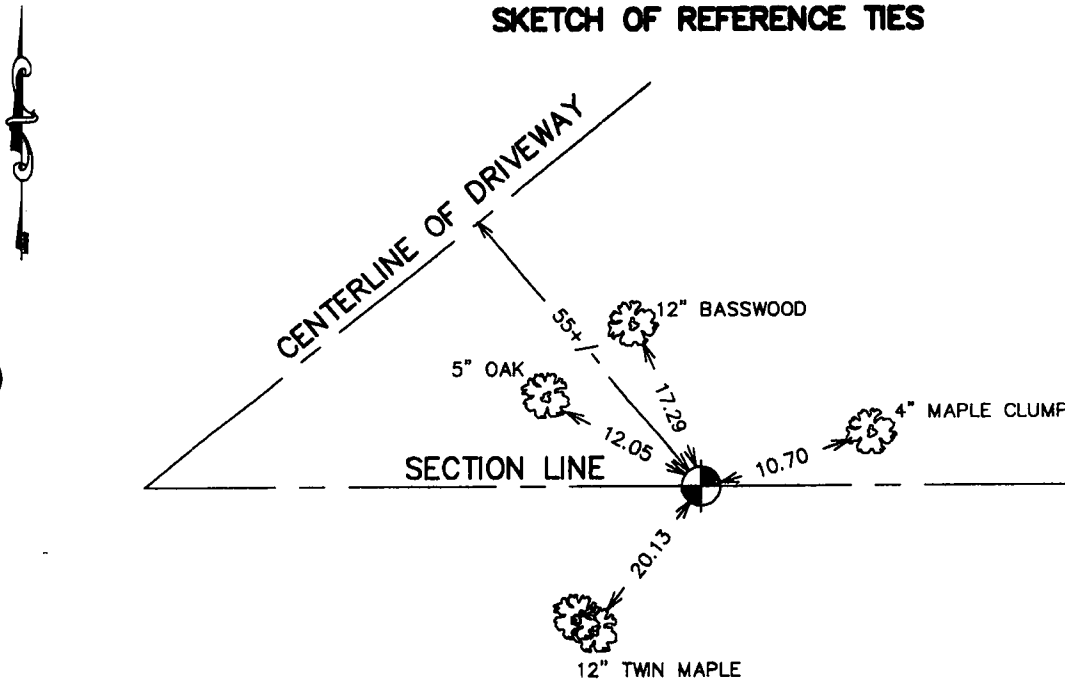 SKETCH OF REFERENCE TIES
CENTERLINE OF DRIVEWAY
55+/-
12" BASSWOOD
5" OAK
17.29
4" MAPLE CLUMP
12.05
SECTION LINE
10.70
20.13
12" TWIN MAPLE